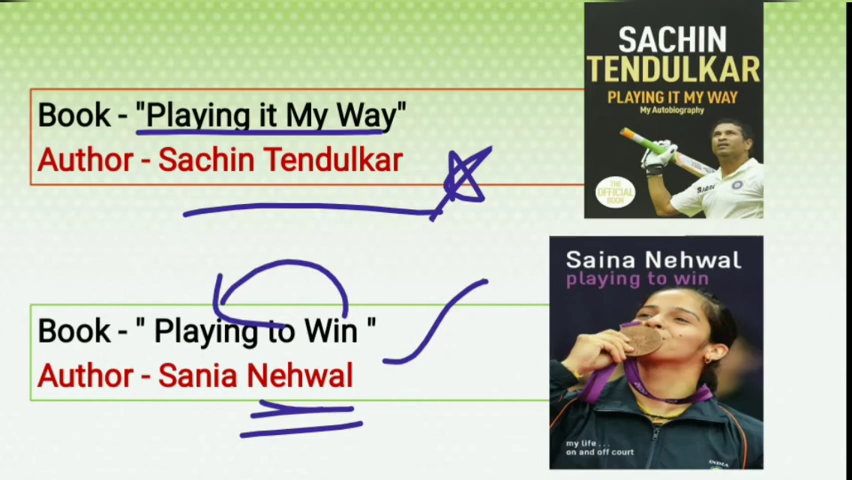 Book - "Playing it My Way"
Author - Sachin Tendulkar
SACHIN
TENDULKAR
PLAYING IT MY WAY
My Autobiography
THE
OFFICIAL
BOOK
Book - " Playing to Win "
Author - Sania Nehwal
Saina Nehwal
playing to win
my life . . .
on and off court
INDIA